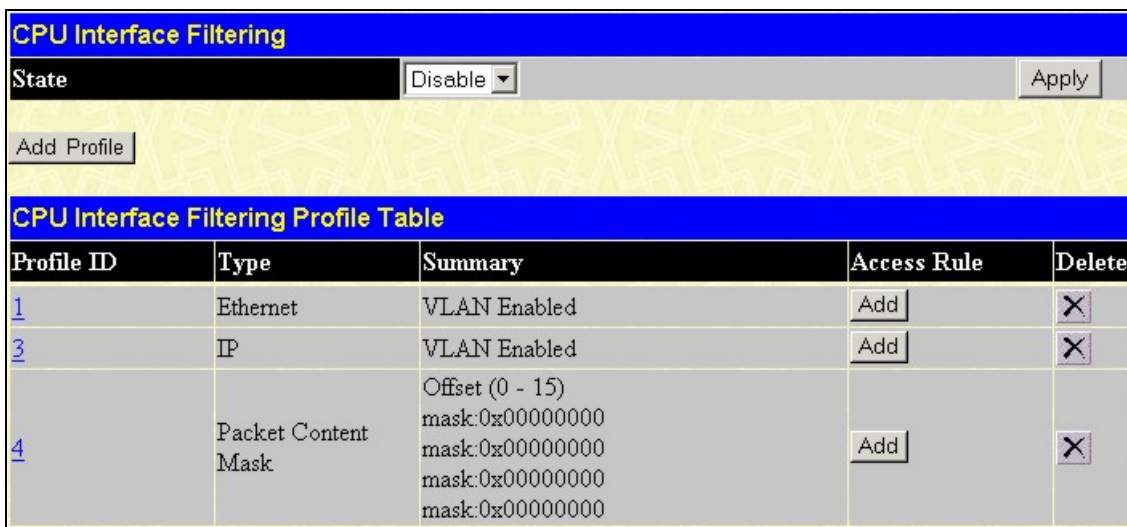 CPU Interface Filtering
State Disable Apply
Add Profile
CPU Interface Filtering Profile Table
Profile ID Type Summary Access Rule Delete
1 Ethernet VLAN Enabled Add
3 IP VLAN Enabled Add
4 Packet Content Mask Offset (0 - 15) Add
mask:0x00000000
mask:0x00000000
mask:0x00000000
mask:0x00000000